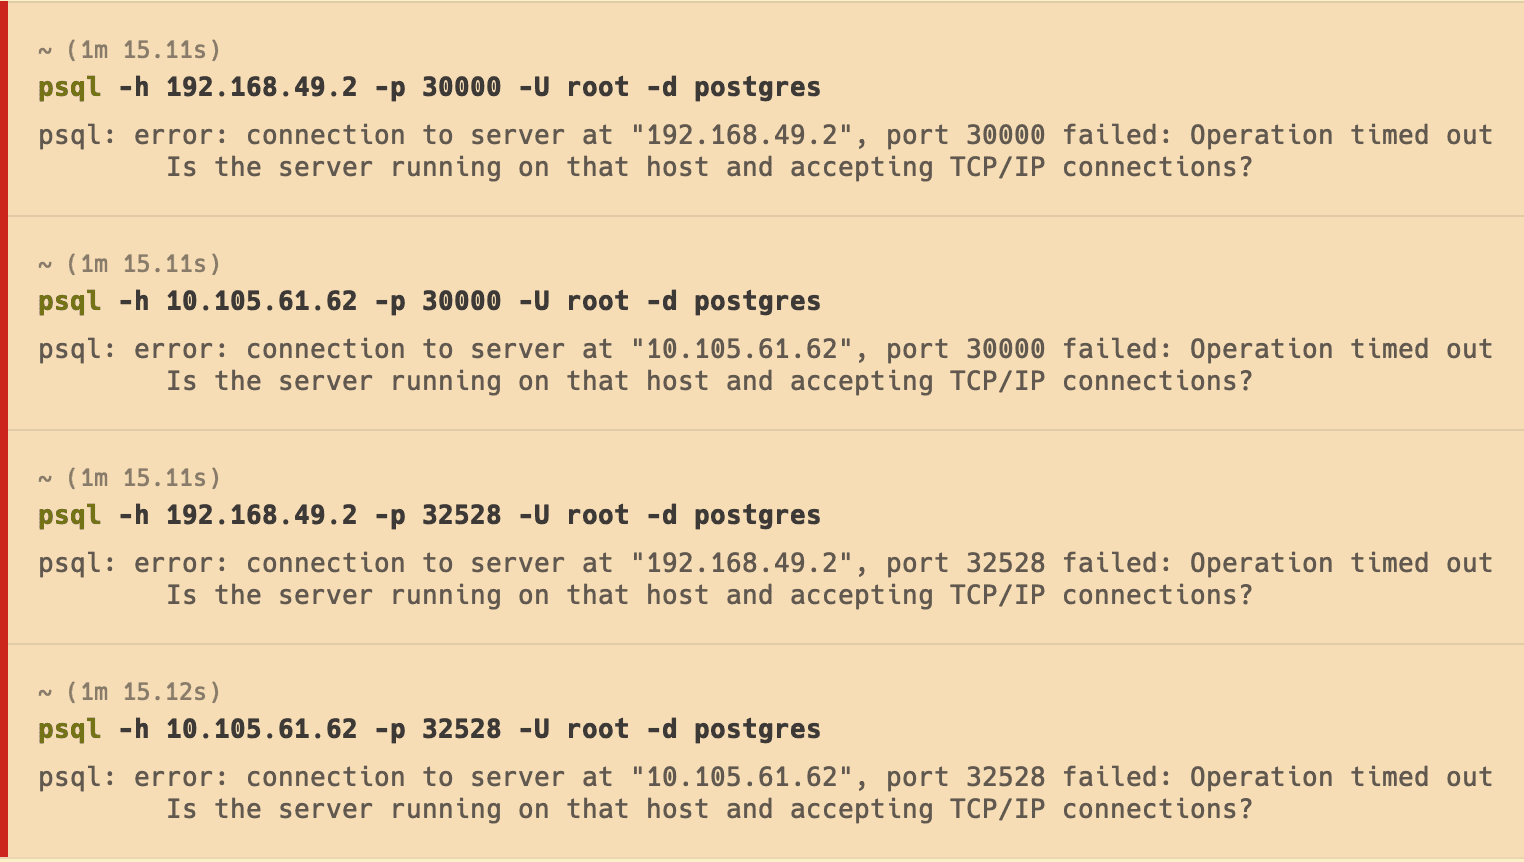 ~ (1m 15.11s)
psql -h 192.168.49.2 -p 30000 -U root -d postgres
psql: error: connection to server at "192.168.49.2", port 30000 failed: Operation timed out
Is the server running on that host and accepting TCP/IP connections?
~ (1m 15.11s)
psql -h 10.105.61.62 -p 30000 -U root -d postgres
psql: error: connection to server at "10.105.61.62", port 30000 failed: Operation timed out
Is the server running on that host and accepting TCP/IP connections?
~ (1m 15.11s)
psql -h 192.168.49.2 -p 32528 -U root -d postgres
psql: error: connection to server at "192.168.49.2", port 32528 failed: Operation timed out
Is the server running on that host and accepting TCP/IP connections?
~ (1m 15.12s)
psql -h 10.105.61.62 -p 32528 -U root -d postgres
psql: error: connection to server at "10.105.61.62", port 32528 failed: Operation timed out
Is the server running on that host and accepting TCP/IP connections?